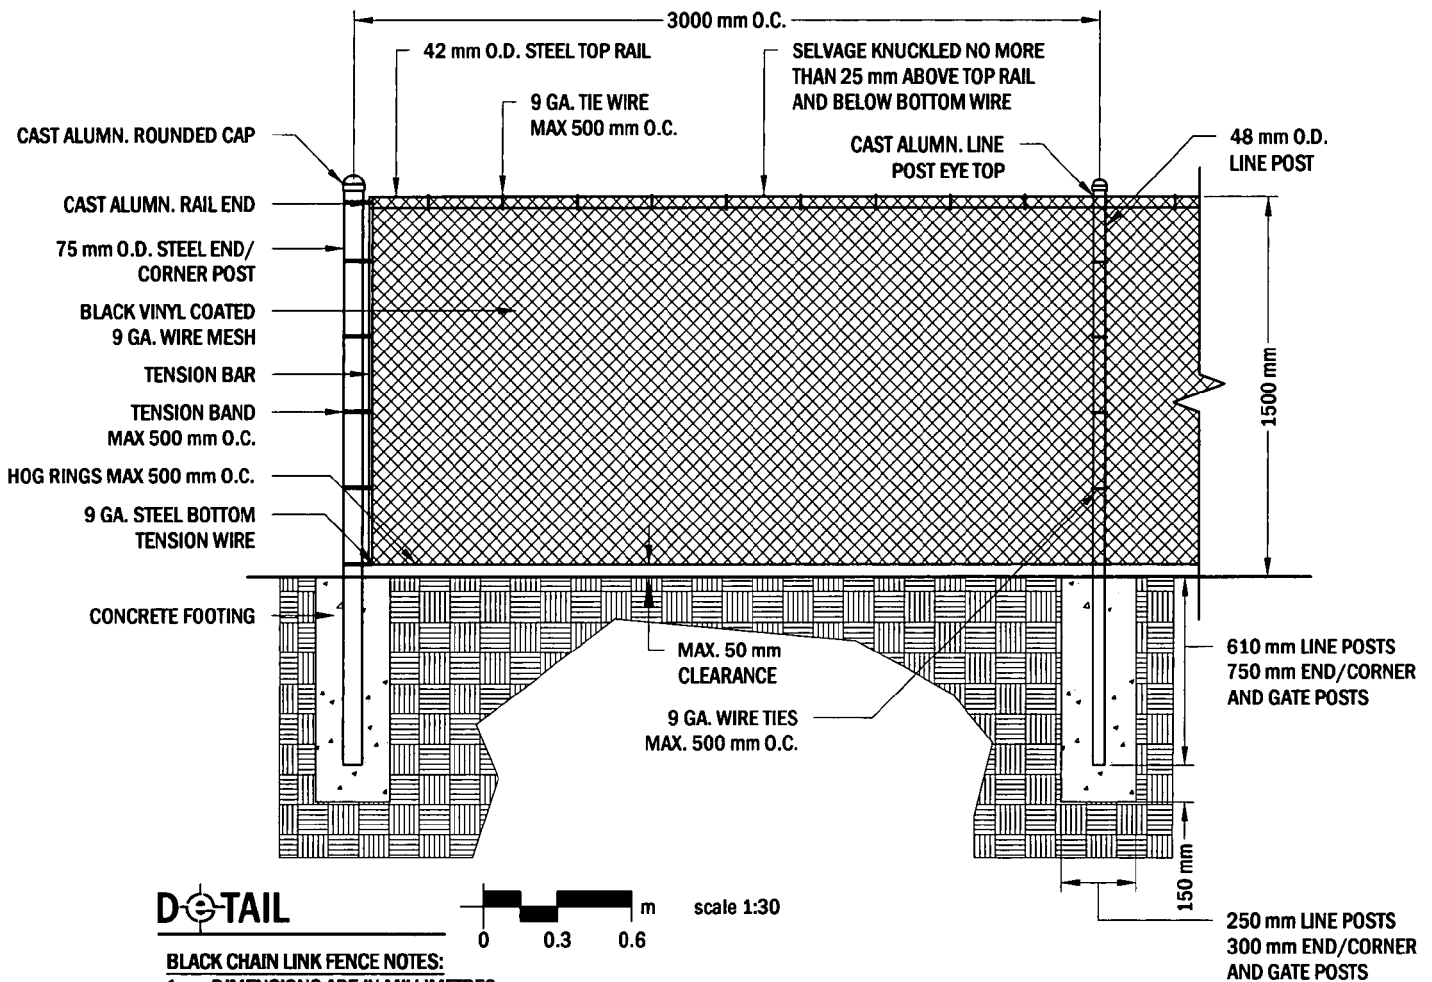 3000 mm O.C.
42 mm O.D. STEEL TOP RAIL
SELVAGE KNUCKLED NO MORE
THAN 25 mm ABOVE TOP RAIL
AND BELOW BOTTOM WIRE
9 GA. TIE WIRE
MAX 500 mm O.C.
CAST ALUMN. ROUNDED CAP
CAST ALUMN. LINE
POST EYE TOP
48 mm O.D.
LINE POST
CAST ALUMN. RAIL END
75 mm O.D. STEEL END/
CORNER POST
BLACK VINYL COATED
9 GA. WIRE MESH
TENSION BAR
TENSION BAND
MAX 500 mm O.C.
HOG RINGS MAX 500 mm O.C.
9 GA. STEEL BOTTOM
TENSION WIRE
1500 mm
CONCRETE FOOTING
MAX. 50 mm
CLEARANCE
9 GA. WIRE TIES
MAX. 500 mm O.C.
610 mm LINE POSTS
750 mm END/CORNER
AND GATE POSTS
150 mm
250 mm LINE POSTS
300 mm END/CORNER
AND GATE POSTS
DeTAIL
m
scale 1:30
0 0.3 0.6
BLACK CHAIN LINK FENCE NOTES:
1. DIMENSIONS ARE IN MILLIMETRES